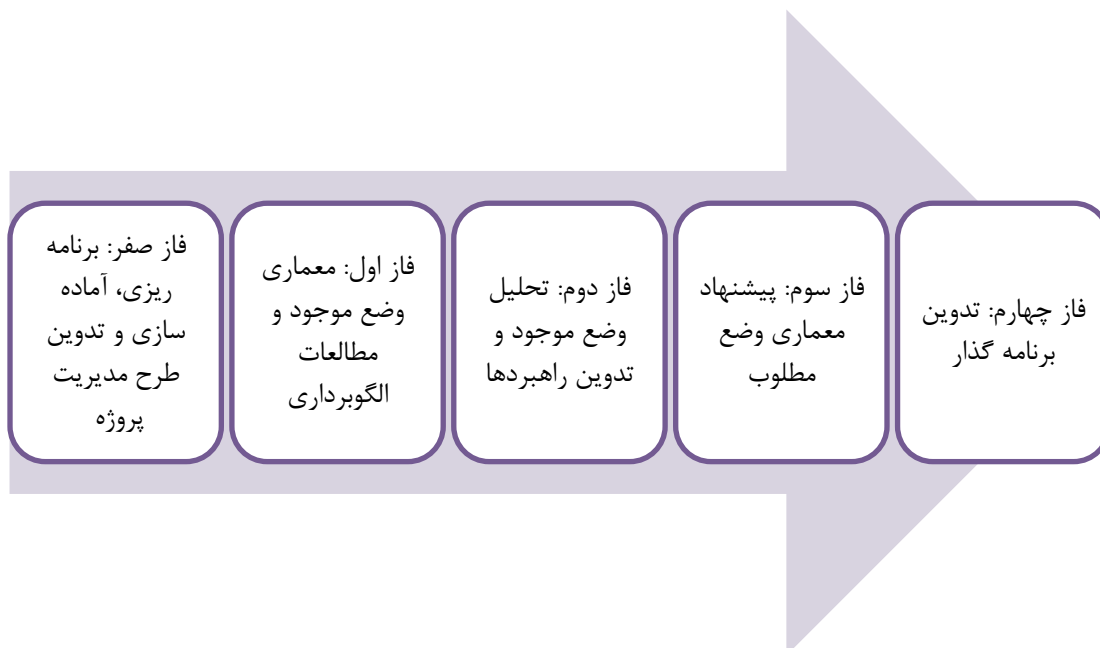 فاز صفر: برنامه
ریزی، آماده
سازی و تدوین
طرح مدیریت
پروژه
فاز اول: معماری
وضع موجود و
مطالعات
الگوبرداری
فاز دوم: تحلیل
وضع موجود و
تدوین راهبردها
فاز سوم: پیشنهاد
معماری وضع
مطلوب
فاز چهارم: تدوین
برنامه گذار